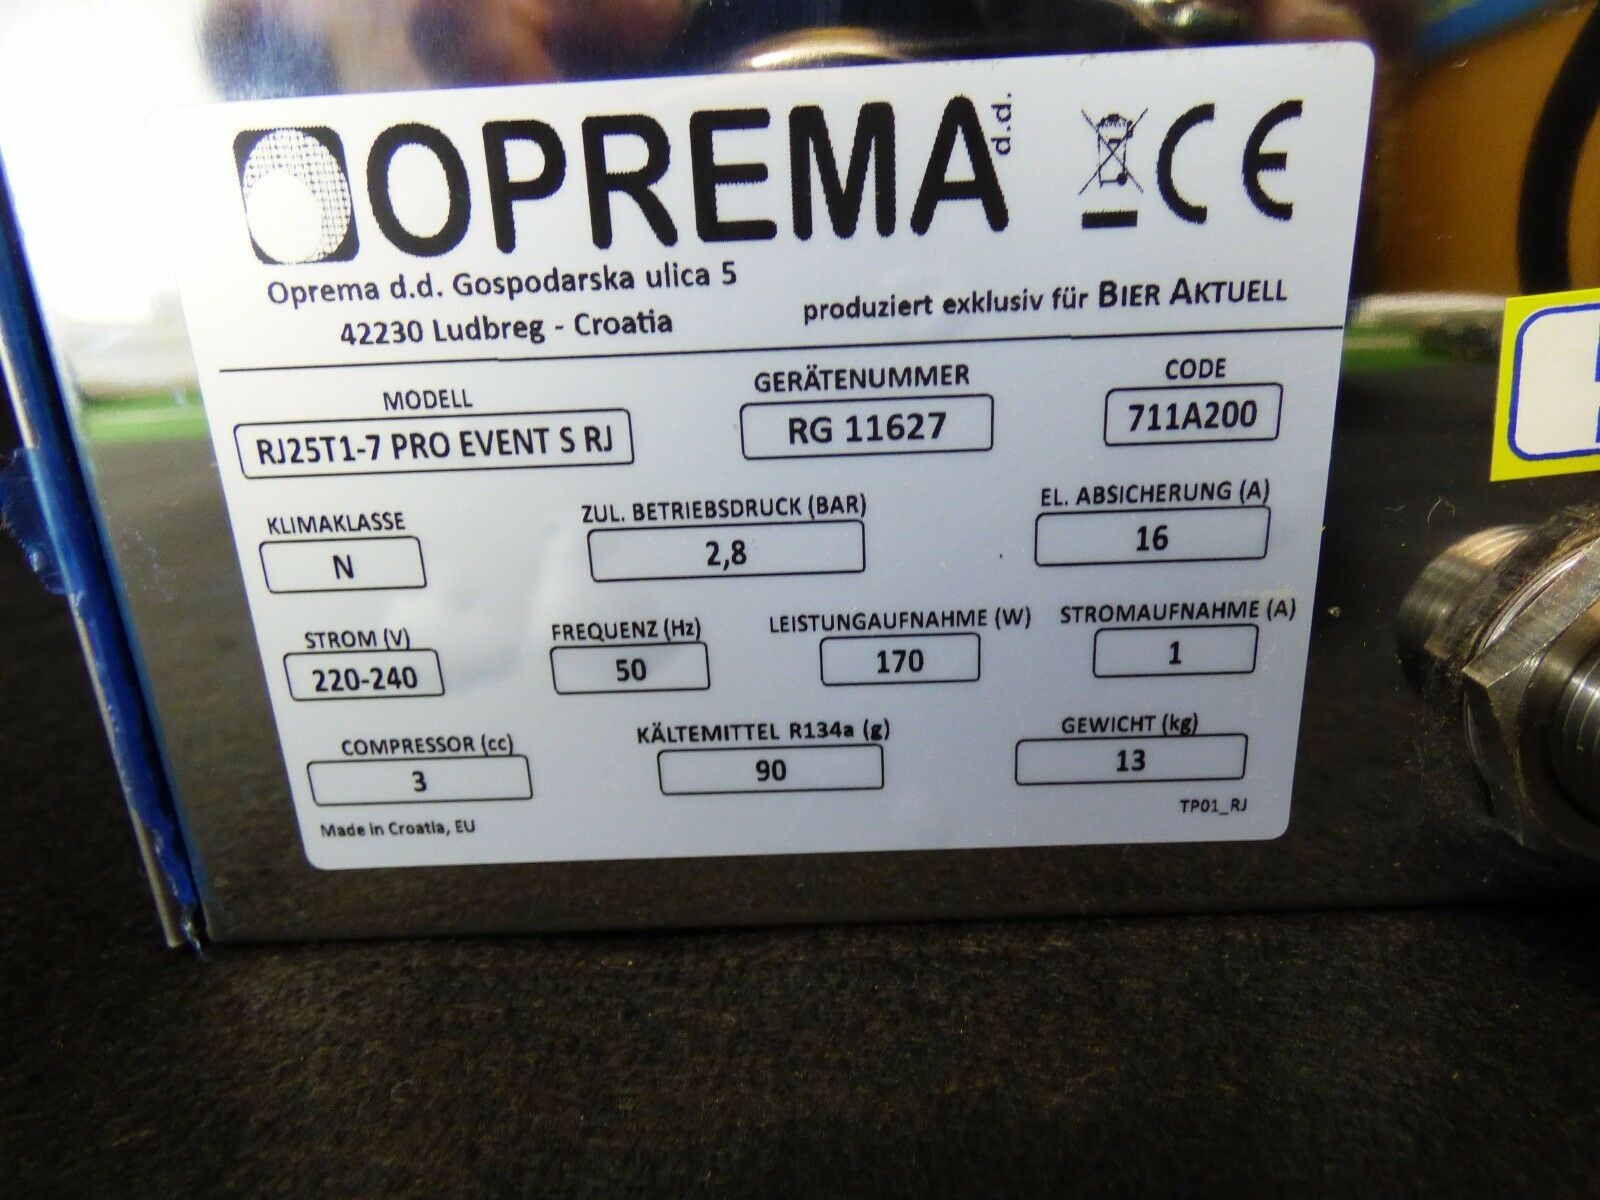 OPREMA d.d.
CE
Oprema d.d. Gospodarska ulica 5
42230 Ludbreg - Croatia
produziert exklusiv für BIER AKTUELL
MODELL
RJ25T1-7 PRO EVENT S RJ
GERÄTENUMMER
RG 11627
CODE
711A200
KLIMAKLASSE
N
ZUL. BETRIEBSDRUCK (BAR)
2,8
EL. ABSICHERUNG (A)
16
STROM (V)
220-240
FREQUENZ (Hz)
50
LEISTUNGAUFNAHME (W)
170
STROMAUFNAHME (A)
1
COMPRESSOR (cc)
3
KÄLTEMITTEL R134a (g)
90
GEWICHT (kg)
13
Made in Croatia, EU
TP01_RJ